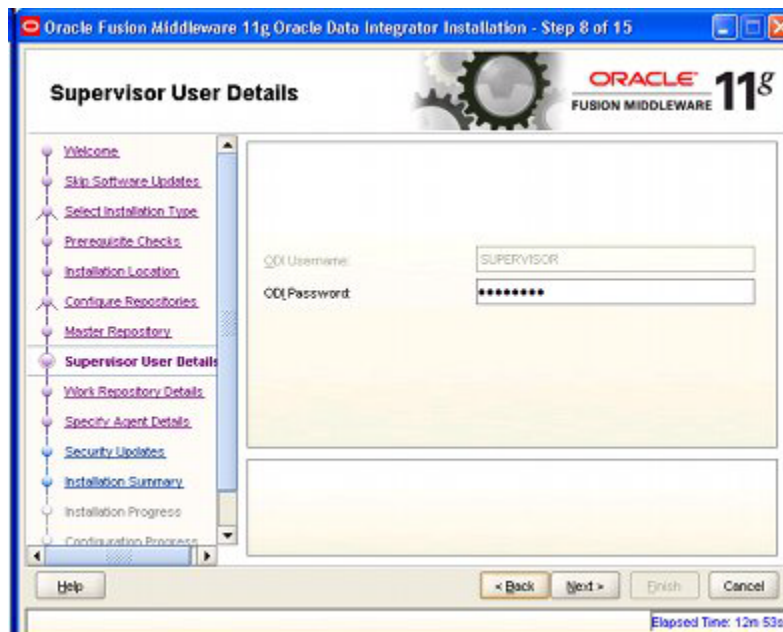 Oracle Fusion Middleware 11g Oracle Data Integrator Installation - Step 8 of 15
Supervisor User Details
ORACLE
FUSION MIDDLEWARE
11g
Welcome
Skip Software Updates
Select Installation Type
Prerequisite Checks
Installation Location
Configure Repositories
Master Repository
Supervisor User Details
Work Repository Details
Specify Agent Details
Security Updates
Installation Summary
Installation Progress
Configuration Progress
ODI Username:
SUPERVISOR
ODI Password:
Help
< Back
Next >
Finish
Cancel
Elapsed Time: 12m 53s